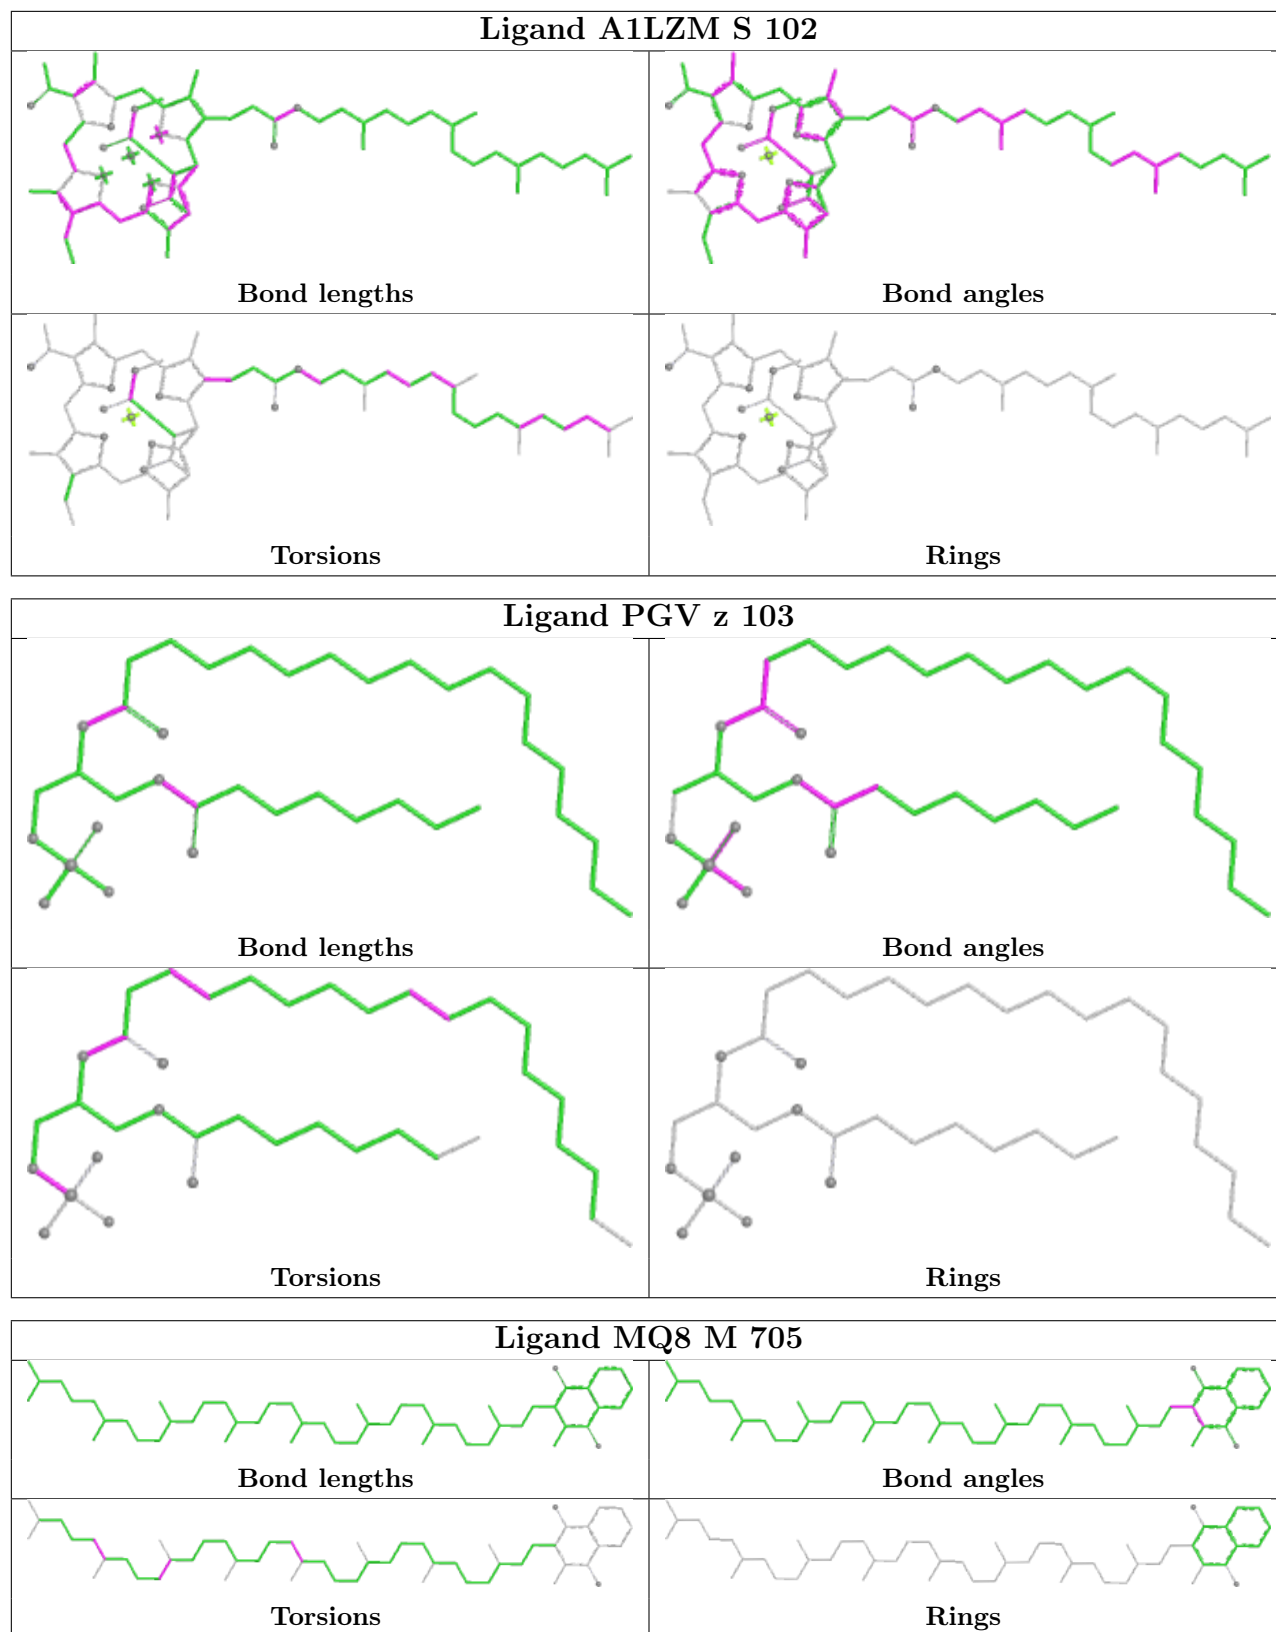 Ligand A1LZM S 102
Bond lengths
Bond angles
Torsions
Rings
Ligand PGV z 103
Bond lengths
Bond angles
Torsions
Rings
Ligand MQ8 M 705
Bond lengths
Bond angles
Torsions
Rings